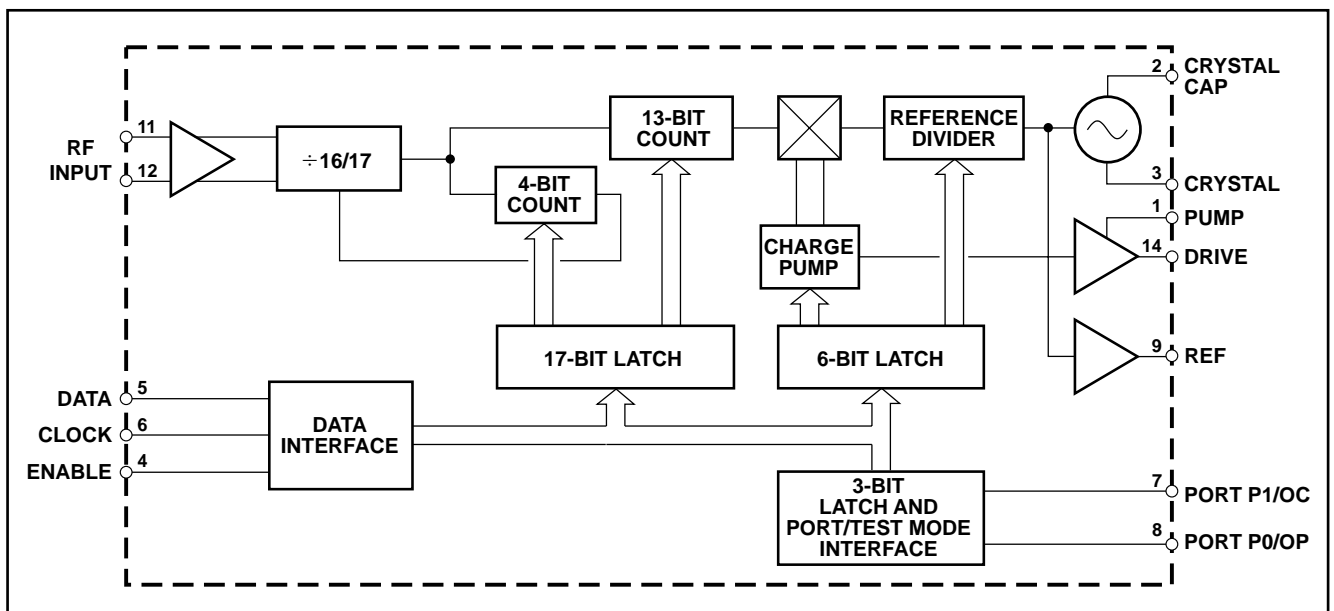 2
CRYSTAL
CAP
11
RF
INPUT
12
÷16/17
13-BIT
COUNT
4-BIT
COUNT
REFERENCE
DIVIDER
3
CRYSTAL
1
PUMP
14
DRIVE
CHARGE
PUMP
17-BIT LATCH
6-BIT LATCH
9
REF
DATA
5
CLOCK
6
ENABLE
4
DATA
INTERFACE
3-BIT
LATCH AND
PORT/TEST MODE
INTERFACE
7
PORT P1/OC
8
PORT P0/OP